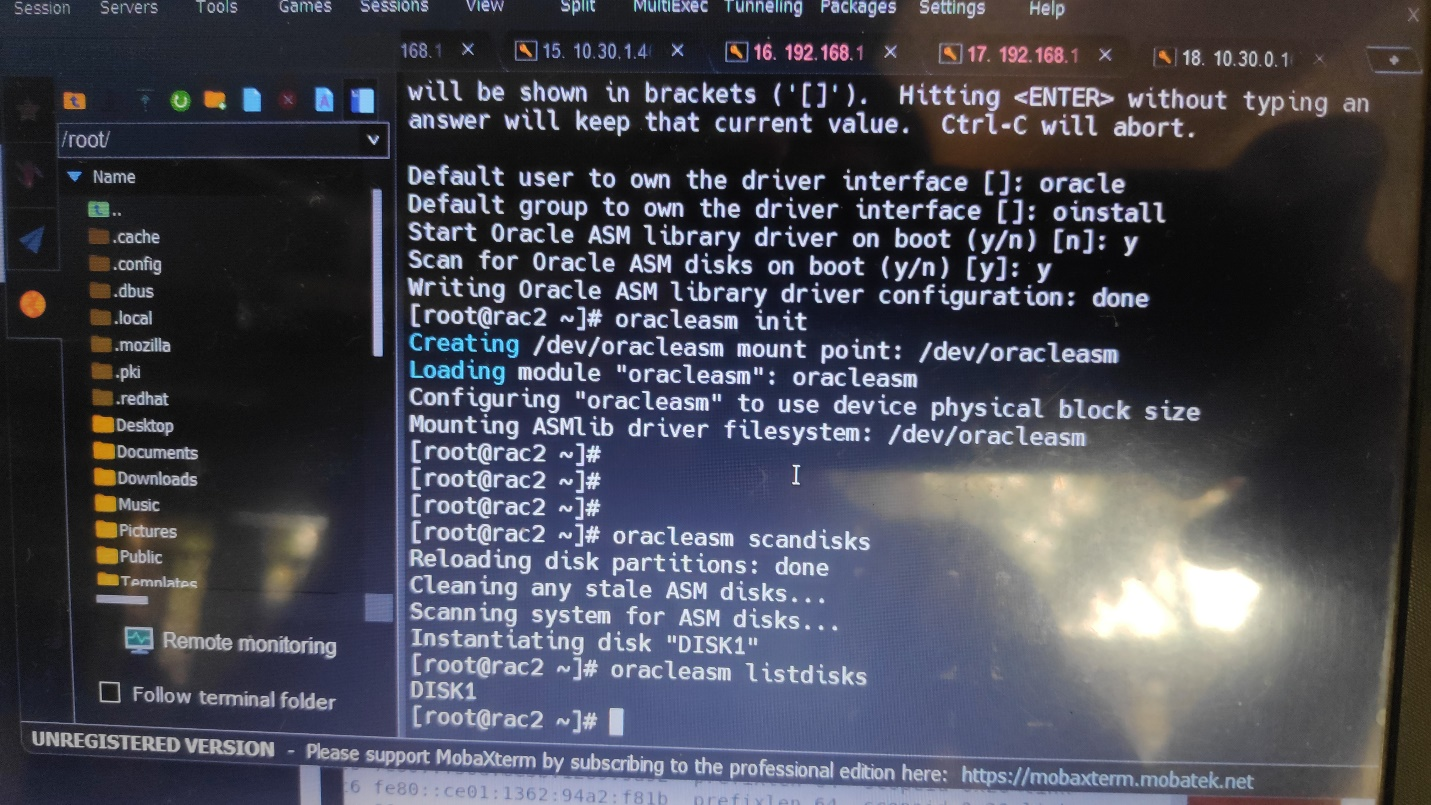 Session Servers Tools Games Sessions View Split MultiExec Tunneling Packages Settings Help
168.1 15. 10.30.1.4 16. 192.168.1 17. 192.168.1 18. 10.30.0.1
/root/
Name
..
.cache
.config
.dbus
.local
.mozilla
.pki
.redhat
Desktop
Documents
Downloads
Music
Pictures
Public
Templates
Remote monitoring
Follow terminal folder
will be shown in brackets ('[]').  Hitting <ENTER> without typing an
answer will keep that current value.  Ctrl-C will abort.
Default user to own the driver interface []: oracle
Default group to own the driver interface []: oinstall
Start Oracle ASM library driver on boot (y/n) [n]: y
Scan for Oracle ASM disks on boot (y/n) [y]: y
Writing Oracle ASM library driver configuration: done
[root@rac2 ~]# oracleasm init
Creating /dev/oracleasm mount point: /dev/oracleasm
Loading module "oracleasm": oracleasm
Configuring "oracleasm" to use device physical block size
Mounting ASMlib driver filesystem: /dev/oracleasm
[root@rac2 ~]#
[root@rac2 ~]#
[root@rac2 ~]#
[root@rac2 ~]# oracleasm scandisks
Reloading disk partitions: done
Cleaning any stale ASM disks...
Scanning system for ASM disks...
Instantiating disk "DISK1"
[root@rac2 ~]# oracleasm listdisks
DISK1
[root@rac2 ~]#
UNREGISTERED VERSION - Please support MobaXterm by subscribing to the professional edition here: https://mobaxterm.mobatek.net
fe80::ce01:1362:94a2:f81b prefixlen 64